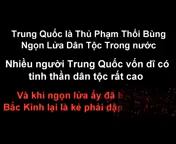 Trung Quốc là Thủ Phạm Thổi Bùng
Ngọn Lửa Dân Tộc Trong nước
Nhiều người Trung Quốc vốn dĩ có
tinh thần dân tộc rất cao
Và khi ngọn lửa ấy đã b
Bắc Kinh lại là kẻ phải dập